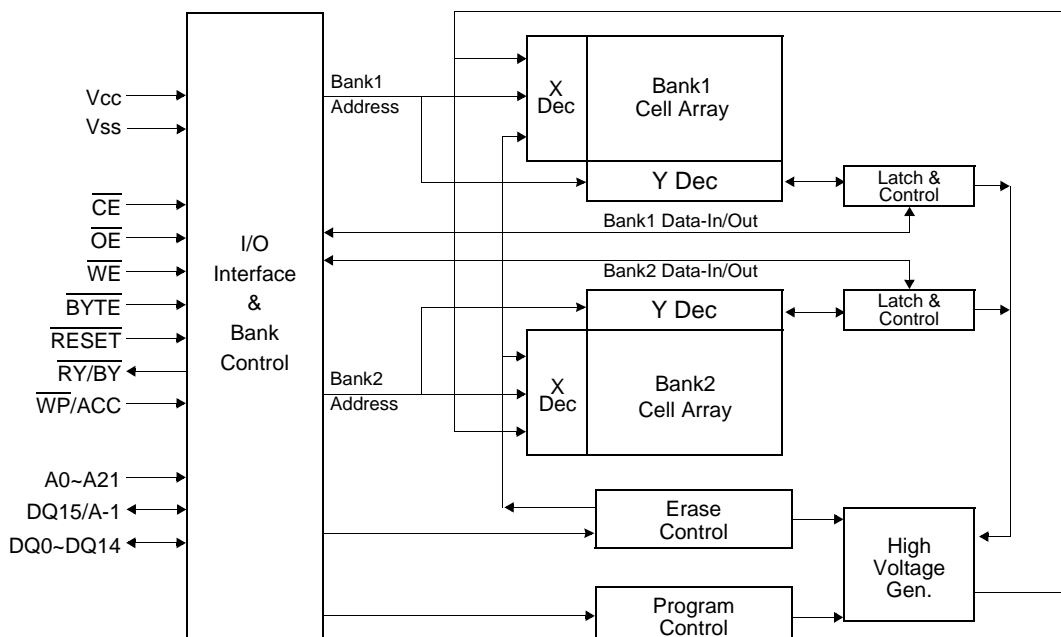 Vcc
Vss
CE
OE
WE
BYTE
RESET
RY/BY
WP/ACC
A0~A21
DQ15/A-1
DQ0~DQ14
I/O
Interface
&
Bank
Control
Bank1
Address
X
Dec
Bank1
Cell Array
Y Dec
Latch &
Control
Bank1 Data-In/Out
Bank2 Data-In/Out
Y Dec
Latch &
Control
Bank2
Address
X
Dec
Bank2
Cell Array
Erase
Control
High
Voltage
Gen.
Program
Control